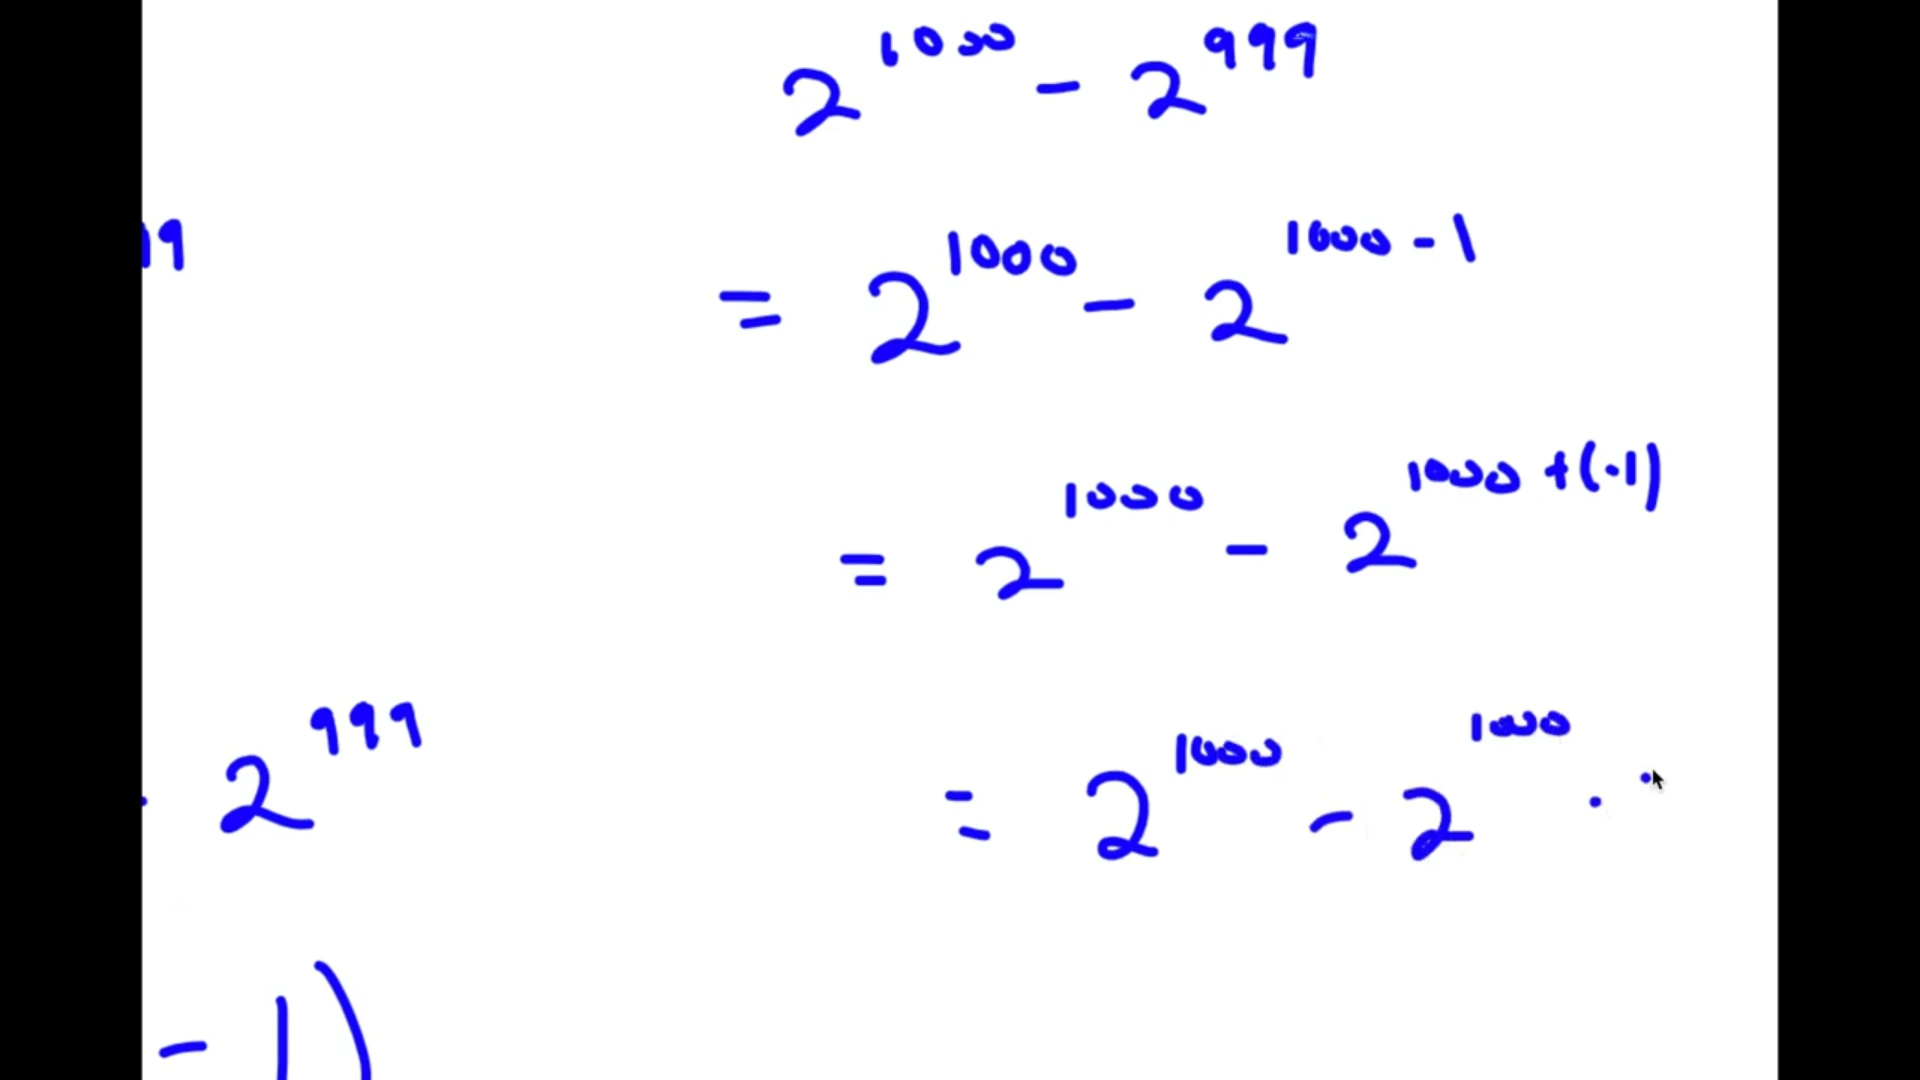 2^1000 - 2^999
99
= 2^1000 - 2^(1000 - 1)
= 2^1000 - 2^(1000 + (-1))
- 2^999
= 2^1000 - 2^1000 ·
- 1)